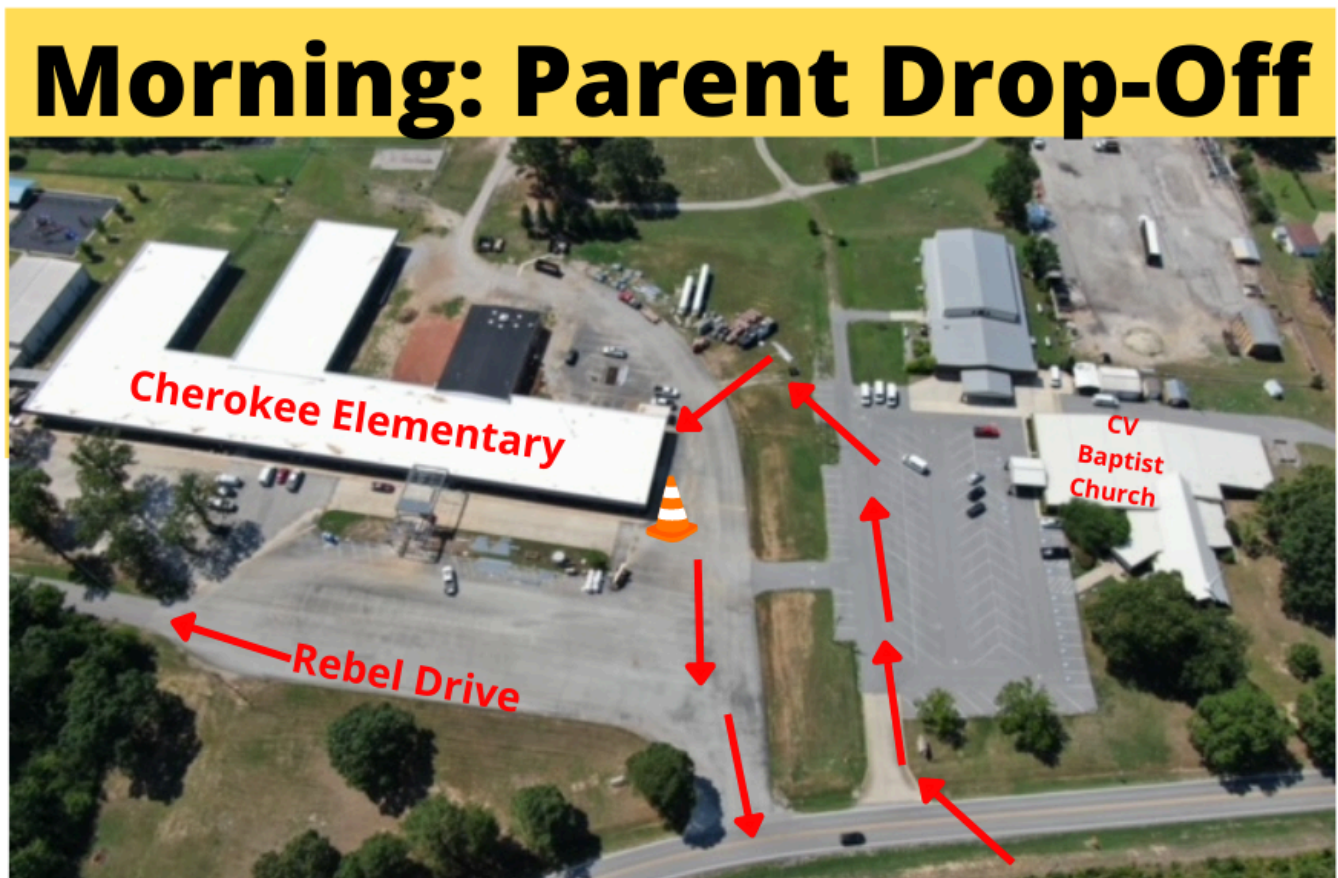 Morning: Parent Drop-Off
Cherokee Elementary
CV
Baptist
Church
Rebel Drive